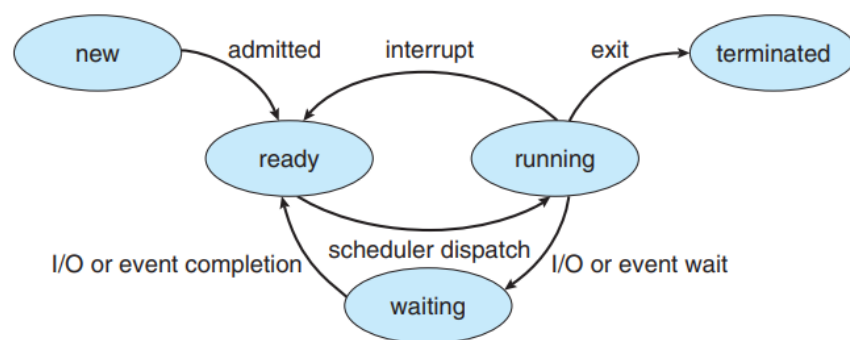 new
admitted
interrupt
exit
terminated
ready
running
scheduler dispatch
I/O or event completion
I/O or event wait
waiting